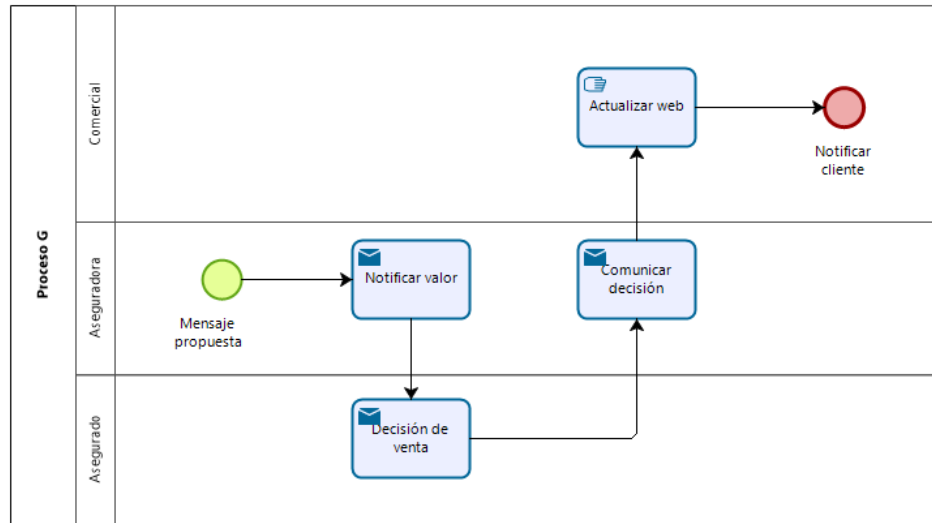 Proceso G
Comercial
Actualizar web
Notificar
cliente
Aseguradora
Mensaje
propuesta
Notificar valor
Comunicar
decisión
Asegurado
Decisión de
venta